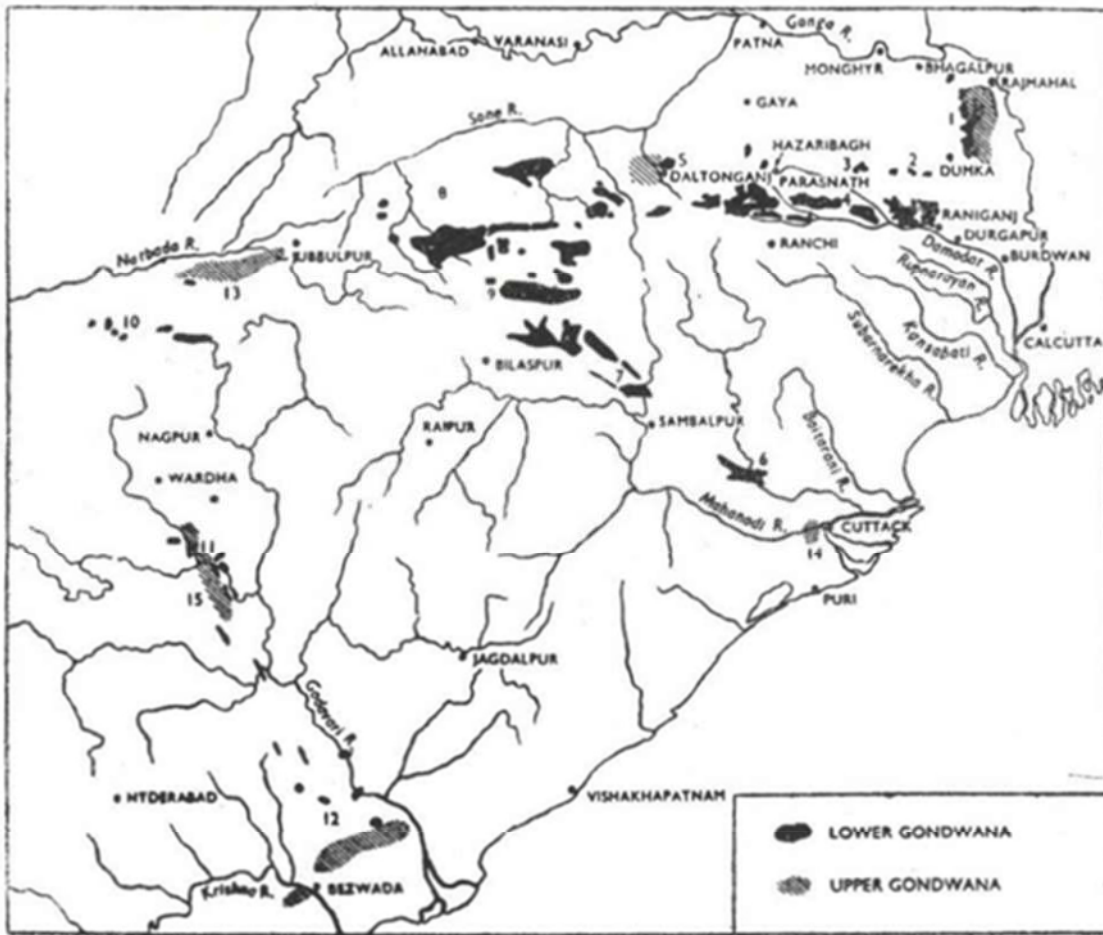 Ganga R.
PATNA
VARANASI
ALLAHABAD
MONGHYR
BHAGALPUR
RAJMAHAL
GAYA
1
Sone R.
HAZARIBAGH
5
3
2
DALTONGANJ
PARASNATH
DUMKA
8
4
RANIGANJ
DURGAPUR
RANCHI
Narbada R.
JUBBULPUR
Damodar R.
BURDWAN
Rupnarayan R.
13
9
10
Subarnarekha R.
Kansabati R.
CALCUTTA
BILASPUR
7
NAGPUR
RAIPUR
SAMBALPUR
Baitarani R.
WARDHA
6
Mahanadi R.
CUTTACK
11
14
15
PURI
JAGDALPUR
Godavari R.
HYDERABAD
VISHAKHAPATNAM
12
LOWER GONDWANA
Krishna R.
BEZWADA
UPPER GONDWANA